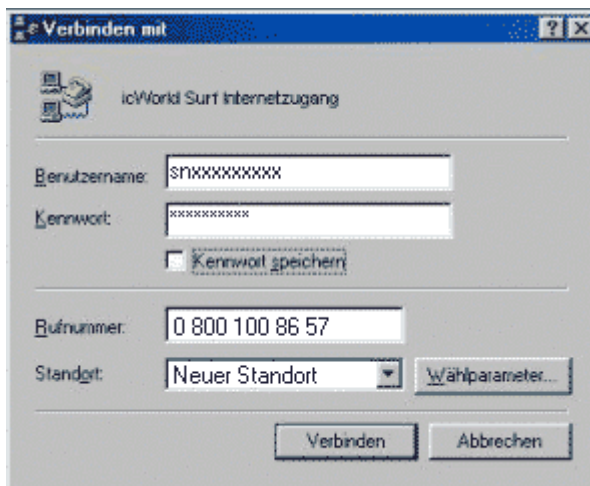 Verbinden mit
icWorld Surf Internetzugang
Benutzername: snxxxxxxxxx
Kennwort: xxxxxxxxxx
Kennwort speichern
Rufnummer: 0 800 100 86 57
Standort: Neuer Standort Wählparameter...
Verbinden Abbrechen